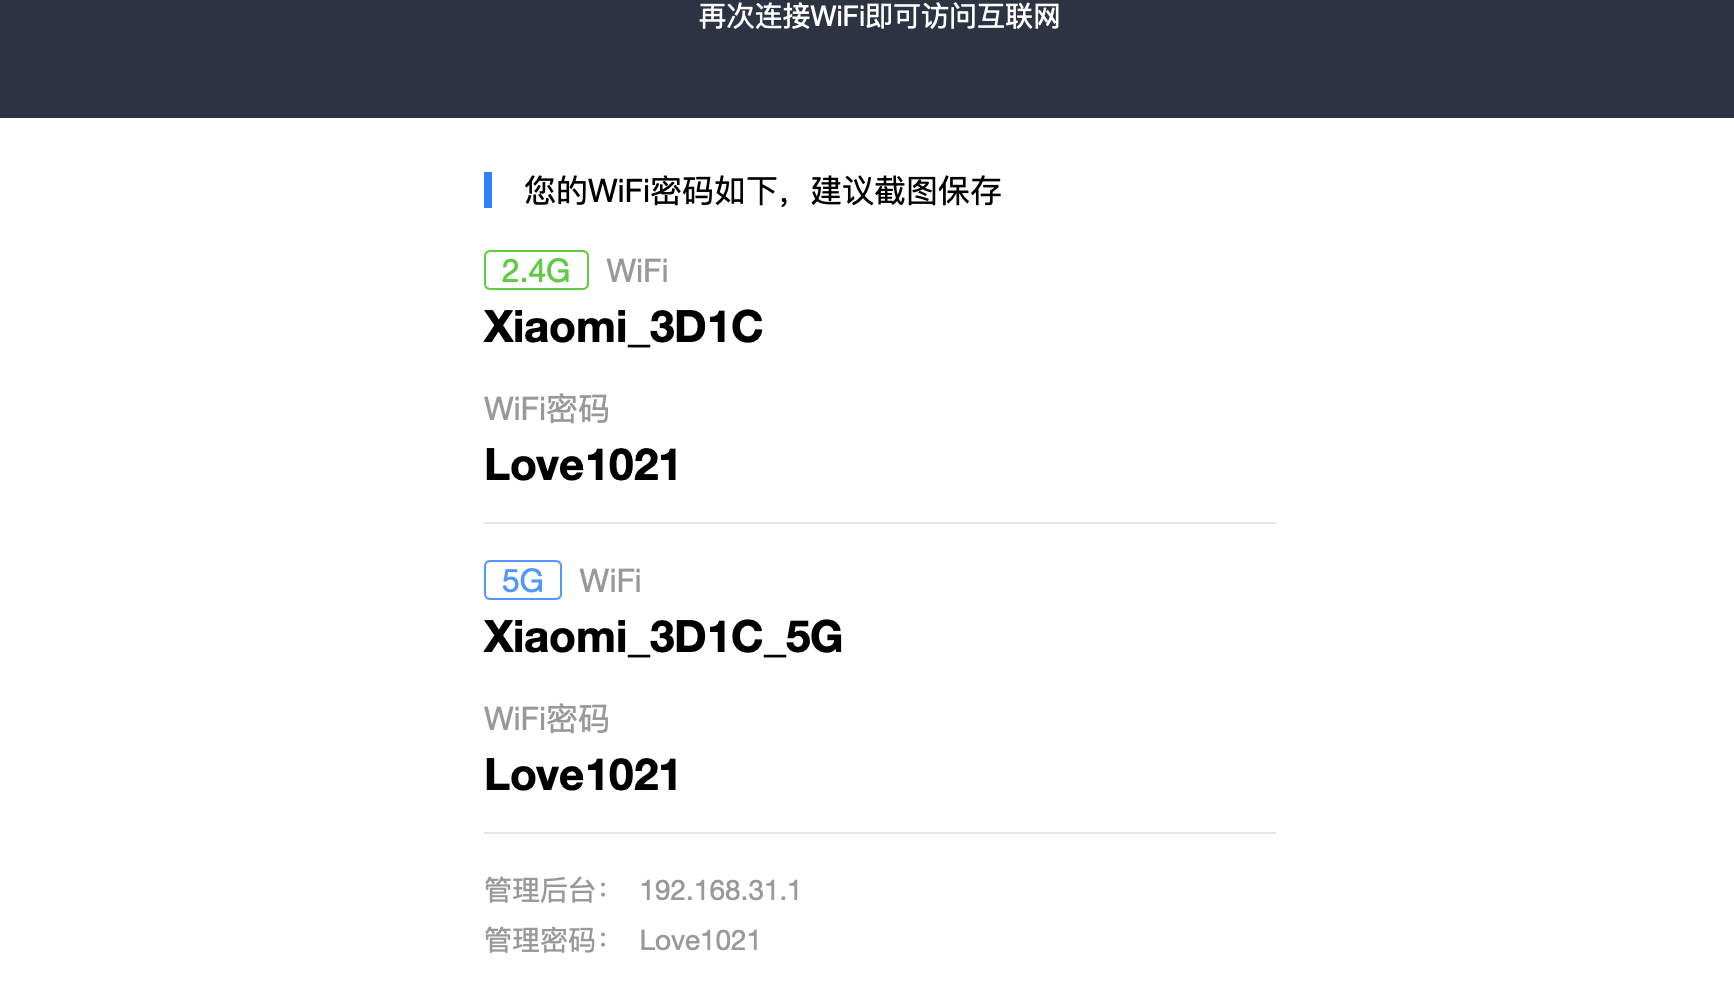 再次连接WiFi即可访问互联网
您的WiFi密码如下，建议截图保存
2.4G WiFi
Xiaomi_3D1C
WiFi密码
Love1021
5G WiFi
Xiaomi_3D1C_5G
WiFi密码
Love1021
管理后台： 192.168.31.1
管理密码： Love1021